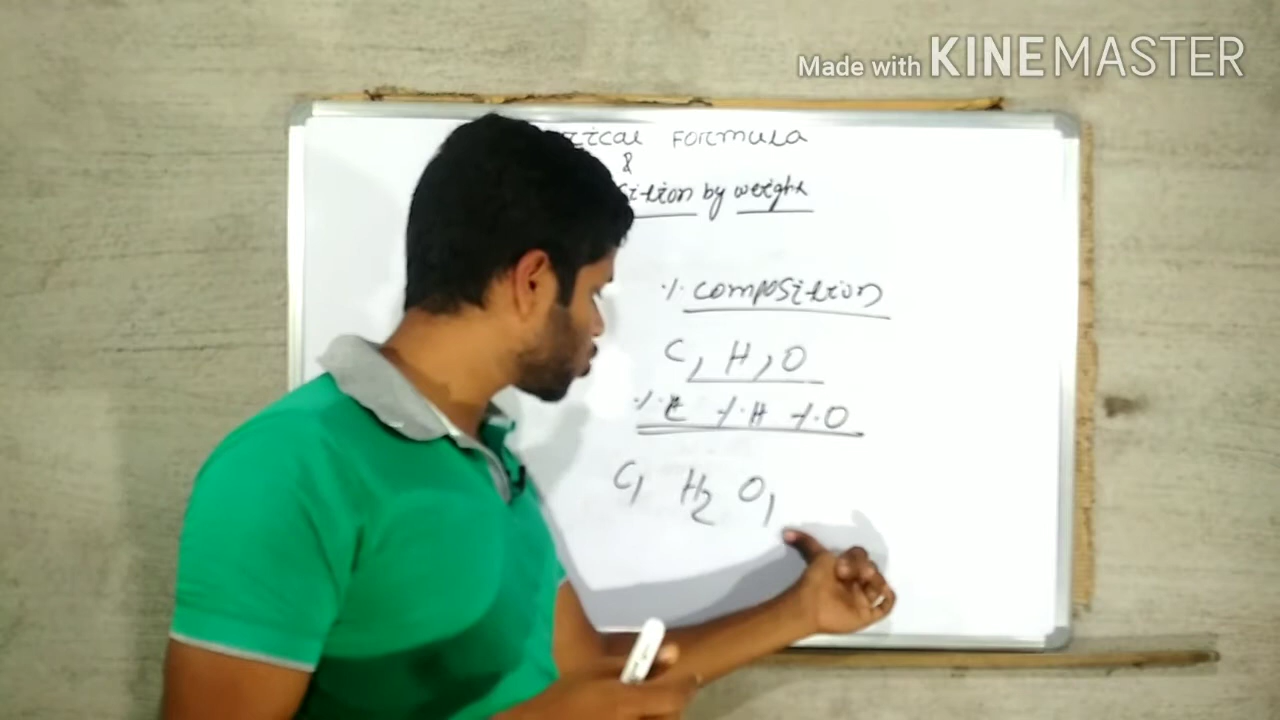 Made with KINEMASTER
Formula
&
by weight
% composition
C, H, O
% C % H % O
C1 H2 O1